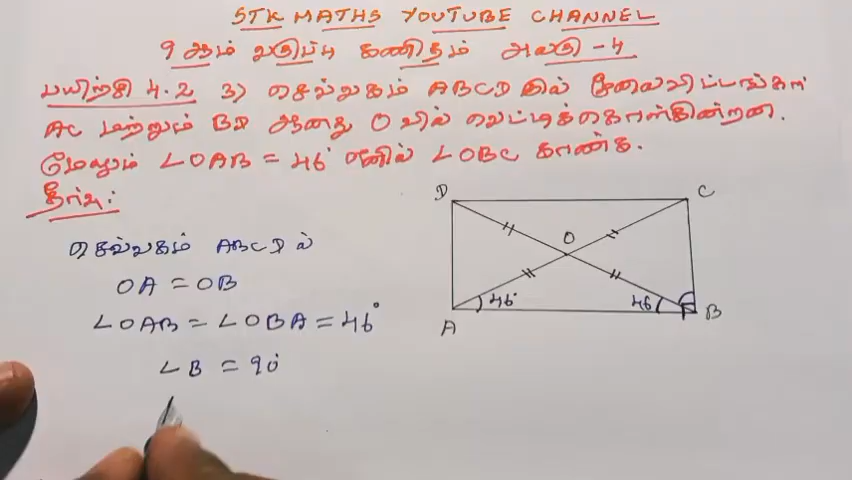 STK MATHS YOUTUBE CHANNEL
9 ஆம் வகுப்பு கணிதம் அலகு - 4
பயிற்சி 4.2 3) செவ்வகம் ABCD இல் மூலைவிட்டங்கள்
AC மற்றும் BD ஆனது O வில் வெட்டிக்கொள்கின்றன.
மேலும் ∠OAB = 46° எனில் ∠OBC காண்க.
தீர்வு:
செவ்வகம் ABCD ல்
OA = OB
∠OAB = ∠OBA = 46°
∠B = 90°
D
C
O
46°
46
A
B